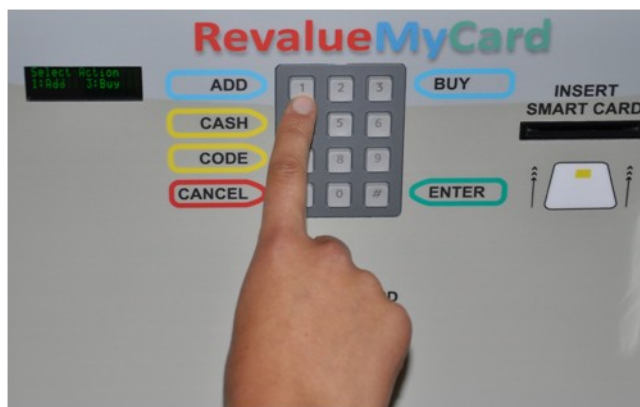 RevalueMyCard
Select Action
1:Add 3:Buy
ADD
1 2 3
BUY
INSERT
SMART CARD
CASH
5 6
CODE
8 9
CANCEL
0 #
ENTER